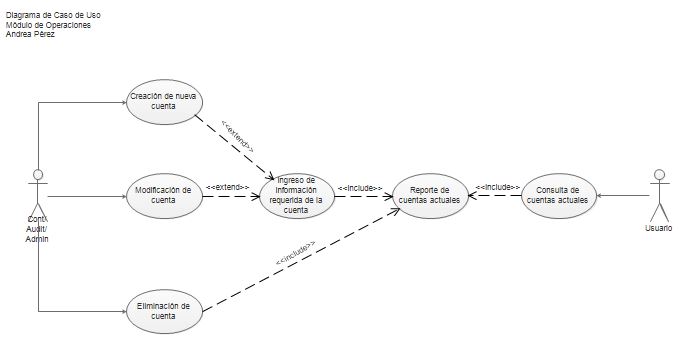 Diagrama de Caso de Uso
Módulo de Operaciones
Andrea Pérez
Creación de nueva
cuenta
<<extend>>
Modificación de
cuenta
<<extend>>
Ingreso de
Información
requerida de la
cuenta
<<include>>
Reporte de
cuentas actuales
<<include>>
Consulta de
cuentas actuales
Cont\
Audit/
Admin
Usuario
<<include>>
Eliminación de
cuenta